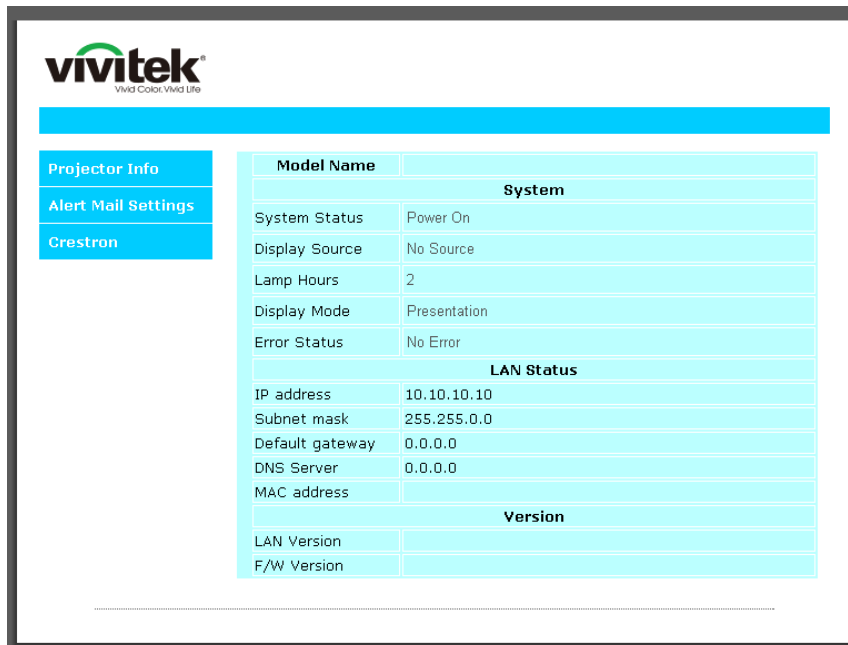 vivitek®
Vivid Color. Vivid Life
Projector Info
Alert Mail Settings
Crestron
Model Name
System
System Status Power On
Display Source No Source
Lamp Hours 2
Display Mode Presentation
Error Status No Error
LAN Status
IP address 10.10.10.10
Subnet mask 255.255.0.0
Default gateway 0.0.0.0
DNS Server 0.0.0.0
MAC address
Version
LAN Version
F/W Version